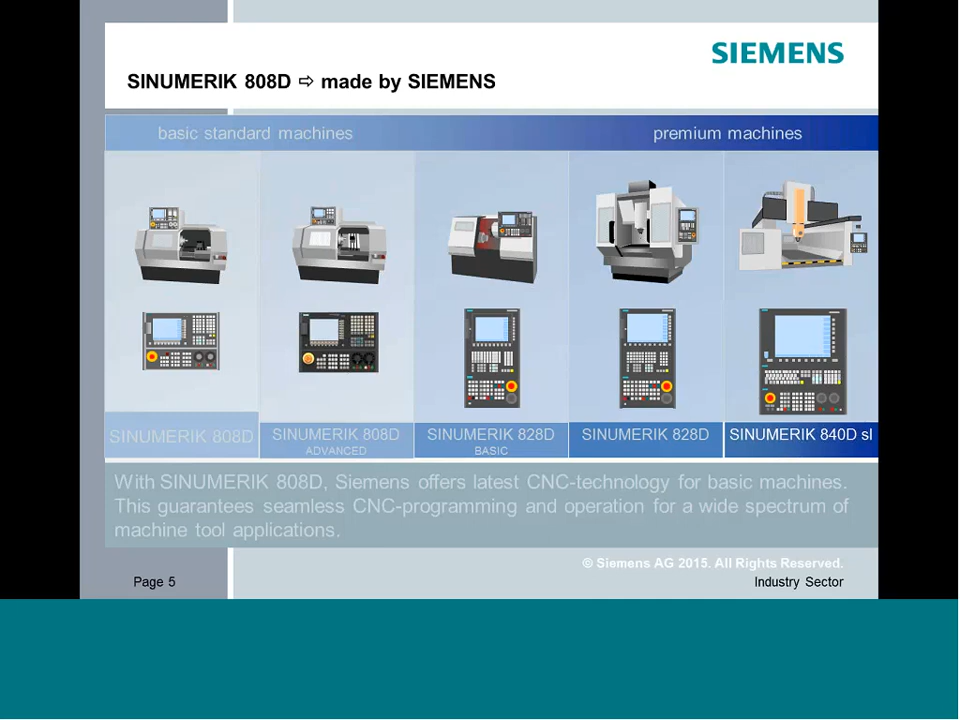 SIEMENS
SINUMERIK 808D ⇨ made by SIEMENS
basic standard machines
premium machines
SINUMERIK 808D
SINUMERIK 808D
ADVANCED
SINUMERIK 828D
BASIC
SINUMERIK 828D
SINUMERIK 840D sl
With SINUMERIK 808D, Siemens offers latest CNC-technology for basic machines.
This guarantees seamless CNC-programming and operation for a wide spectrum of
machine tool applications.
© Siemens AG 2015. All Rights Reserved.
Page 5
Industry Sector